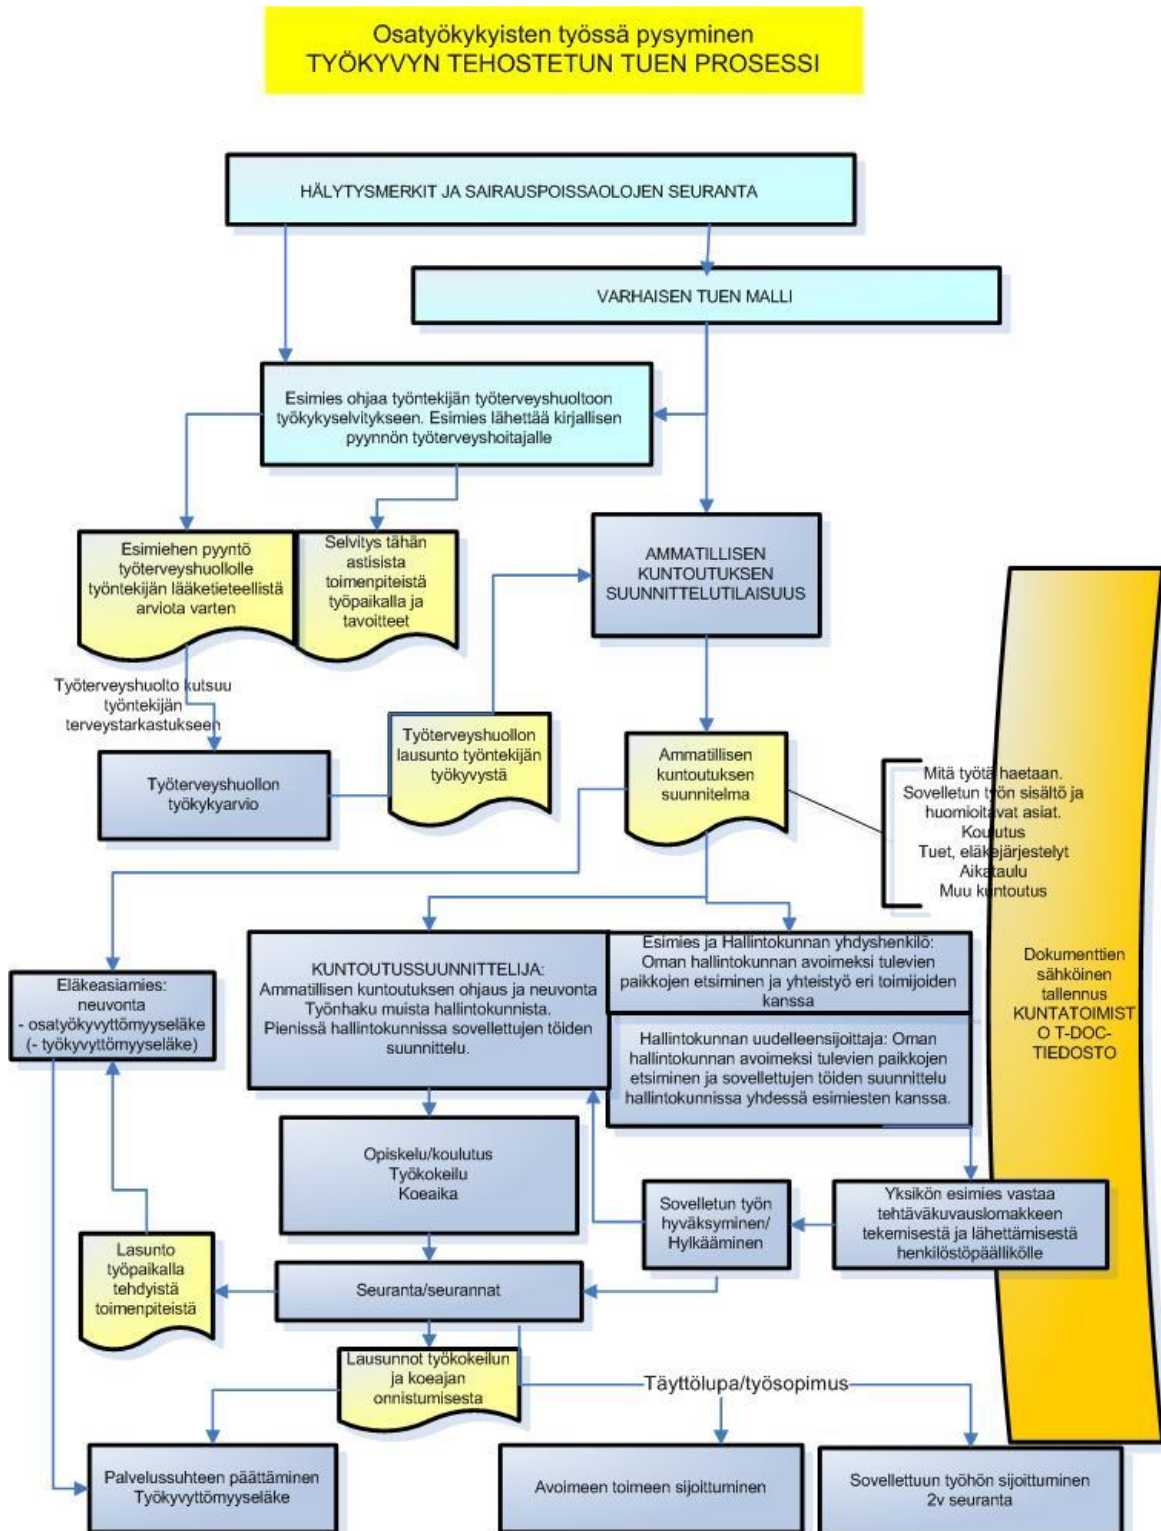 Osatyökykyisten työssä pysyminen
TYÖKYVYN TEHOSTETUN TUEN PROSESSI
HÄLYTYSMERKIT JA SAIRAUSPOISSAOLOJEN SEURANTA
VARHAISEN TUEN MALLI
Esimies ohjaa työntekijän työterveyshuoltoon
työkykyselvitykseen. Esimies lähettää kirjallisen
pyynnön työterveyshoitajalle
Esimiehen pyyntö
työterveyshuollolle
työntekijän lääketieteellistä
arviota varten
Selvitys tähän
astisista
toimenpiteistä
työpaikalla ja
tavoitteet
AMMATILLISEN
KUNTOUTUKSEN
SUUNNITTELUTILAISUUS
Työterveyshuolto kutsuu
työntekijän
terveystarkastukseen
Työterveyshuollon
työkykyarvio
Työterveyshuollon
lausunto työntekijän
työkyvystä
Ammatillisen
kuntoutuksen
suunnitelma
Mitä työtä haetaan.
Sovelletun työn sisältö ja
huomioitavat asiat.
Koulutus
Tuet, eläkejärjestelyt
Aikataulu
Muu kuntoutus
Dokumenttien
sähköinen
tallennus
KUNTATOIMIST
O T-DOC-
TIEDOSTO
Eläkeasiamies:
neuvonta
- osatyökyvyttömyyseläke
(- työkyvyttömyyseläke)
KUNTOUTUSSUUNNITTELIJA:
Ammatillisen kuntoutuksen ohjaus ja neuvonta
Työnhaku muista hallintokunnista.
Pienissä hallintokunnissa sovellettujen töiden
suunnittelu.
Esimies ja Hallintokunnan yhdyshenkilö:
Oman hallintokunnan avoimeksi tulevien
paikkojen etsiminen ja yhteistyö eri toimijoiden
kanssa
Hallintokunnan uudelleensijoittaja: Oman
hallintokunnan avoimeksi tulevien paikkojen
etsiminen ja sovellettujen töiden suunnittelu
hallintokunnissa yhdessä esimiesten kanssa.
Opiskelu/koulutus
Työkokeilu
Koeaika
Sovelletun työn
hyväksyminen/
Hylkääminen
Yksikön esimies vastaa
tehtäväkuvauslomakkeen
tekemisestä ja lähettämisestä
henkilöstöpäällikölle
Lasunto
työpaikalla
tehdyistä
toimenpiteistä
Seuranta/seurannat
Lausunnot työkokeilun
ja koeajan
onnistumisesta
Täyttölupa/työsopimus
Palvelussuhteen päättäminen
Työkyvyttömyyseläke
Avoimeen toimeen sijoittuminen
Sovellettuun työhön sijoittuminen
2v seuranta